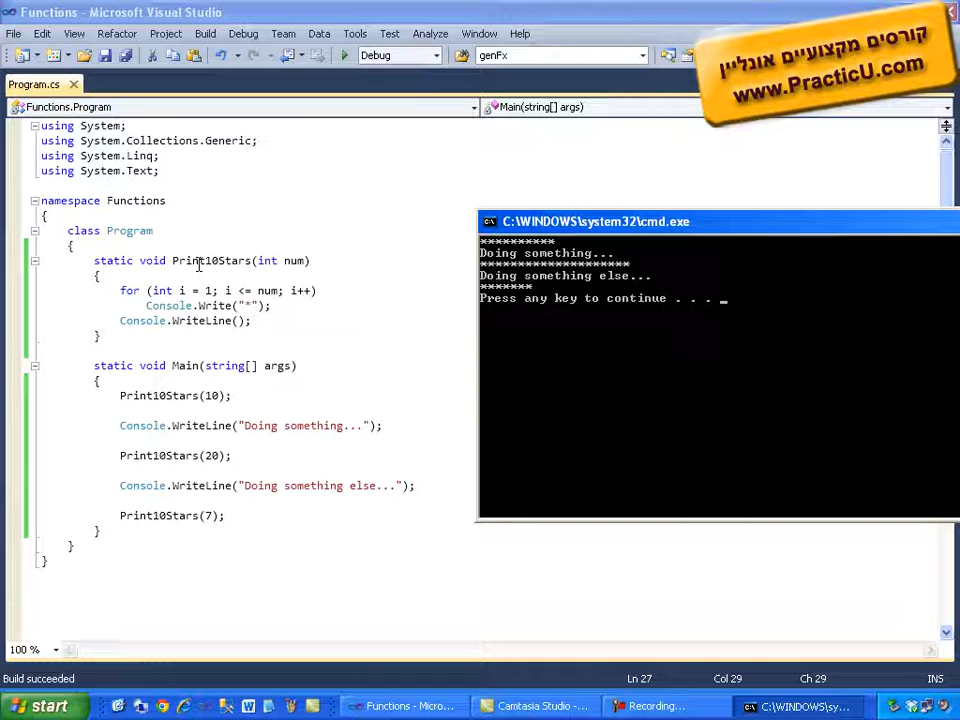 Functions - Microsoft Visual Studio
קורסים מקצועיים אונליין
www.PracticU.com
File Edit View Refactor Project Build Debug Team Data Tools Test Analyze Window Help
Debug genFx
Program.cs
Functions.Program Main(string[] args)
using System;
using System.Collections.Generic;
using System.Linq;
using System.Text;
namespace Functions
{
class Program
{
static void Print10Stars(int num)
{
for (int i = 1; i <= num; i++)
Console.Write("*");
Console.WriteLine();
}
static void Main(string[] args)
{
Print10Stars(10);
Console.WriteLine("Doing something...");
Print10Stars(20);
Console.WriteLine("Doing something else...");
Print10Stars(7);
}
}
}
C:\WINDOWS\system32\cmd.exe
**********
Doing something...
********************
Doing something else...
*******
Press any key to continue . . . _
100 %
Build succeeded Ln 27 Col 29 Ch 29 INS
start Functions - Micro... Camtasia Studio -... Recording... C:\WINDOWS\sy...